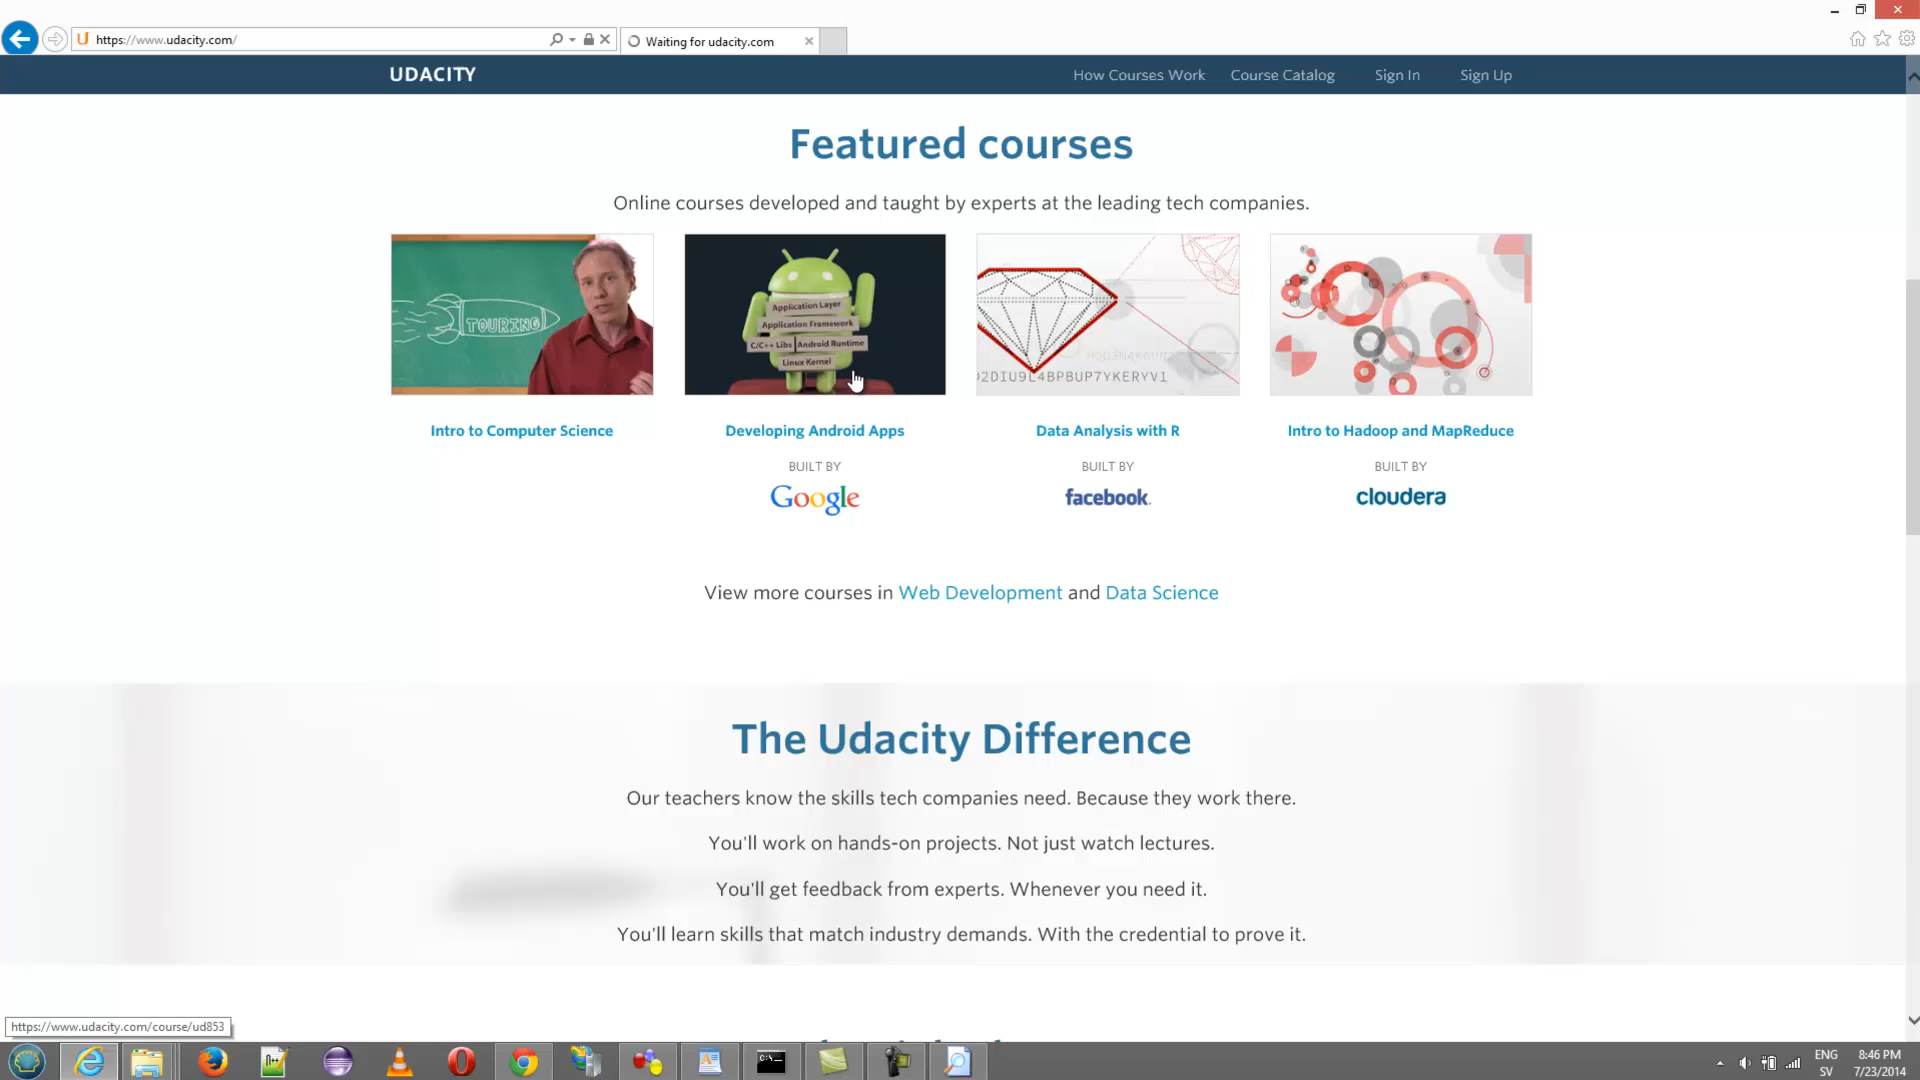 https://www.udacity.com/
Waiting for udacity.com
UDACITY
How Courses Work
Course Catalog
Sign In
Sign Up
Featured courses
Online courses developed and taught by experts at the leading tech companies.
TOURING
Application Layer
Application Framework
C/C++ Libs Android Runtime
Linux Kernel
2DIU9L4BPBUP7YKERYV1
Intro to Computer Science
Developing Android Apps
Data Analysis with R
Intro to Hadoop and MapReduce
BUILT BY
BUILT BY
BUILT BY
Google
facebook.
cloudera
View more courses in Web Development and Data Science
The Udacity Difference
Our teachers know the skills tech companies need. Because they work there.
You'll work on hands-on projects. Not just watch lectures.
You'll get feedback from experts. Whenever you need it.
You'll learn skills that match industry demands. With the credential to prove it.
https://www.udacity.com/course/ud853
ENG
SV
8:46 PM
7/23/2014